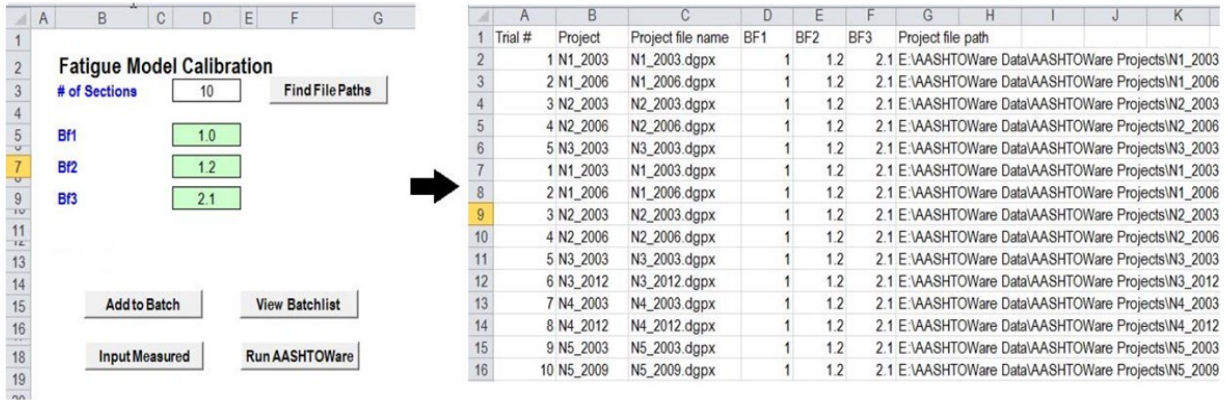 A B C D E F G
1
2 Fatigue Model Calibration
3 # of Sections 10 Find File Paths
4
5 Bf1 1.0
7 Bf2 1.2
9 Bf3 2.1
11
13
14
15 Add to Batch View Batchlist
16
18 Input Measured Run AASHTOWare
19
A B C D E F G H I J K
1 Trial # Project Project file name BF1 BF2 BF3 Project file path
2 1 N1_2003 N1_2003.dgpx 1 1.2 2.1 E:\AASHTOWare Data\AASHTOWare Projects\N1_2003
3 2 N1_2006 N1_2006.dgpx 1 1.2 2.1 E:\AASHTOWare Data\AASHTOWare Projects\N1_2006
4 3 N2_2003 N2_2003.dgpx 1 1.2 2.1 E:\AASHTOWare Data\AASHTOWare Projects\N2_2003
5 4 N2_2006 N2_2006.dgpx 1 1.2 2.1 E:\AASHTOWare Data\AASHTOWare Projects\N2_2006
6 5 N3_2003 N3_2003.dgpx 1 1.2 2.1 E:\AASHTOWare Data\AASHTOWare Projects\N3_2003
7 1 N1_2003 N1_2003.dgpx 1 1.2 2.1 E:\AASHTOWare Data\AASHTOWare Projects\N1_2003
8 2 N1_2006 N1_2006.dgpx 1 1.2 2.1 E:\AASHTOWare Data\AASHTOWare Projects\N1_2006
9 3 N2_2003 N2_2003.dgpx 1 1.2 2.1 E:\AASHTOWare Data\AASHTOWare Projects\N2_2003
10 4 N2_2006 N2_2006.dgpx 1 1.2 2.1 E:\AASHTOWare Data\AASHTOWare Projects\N2_2006
11 5 N3_2003 N3_2003.dgpx 1 1.2 2.1 E:\AASHTOWare Data\AASHTOWare Projects\N3_2003
12 6 N3_2012 N3_2012.dgpx 1 1.2 2.1 E:\AASHTOWare Data\AASHTOWare Projects\N3_2012
13 7 N4_2003 N4_2003.dgpx 1 1.2 2.1 E:\AASHTOWare Data\AASHTOWare Projects\N4_2003
14 8 N4_2012 N4_2012.dgpx 1 1.2 2.1 E:\AASHTOWare Data\AASHTOWare Projects\N4_2012
15 9 N5_2003 N5_2003.dgpx 1 1.2 2.1 E:\AASHTOWare Data\AASHTOWare Projects\N5_2003
16 10 N5_2009 N5_2009.dgpx 1 1.2 2.1 E:\AASHTOWare Data\AASHTOWare Projects\N5_2009